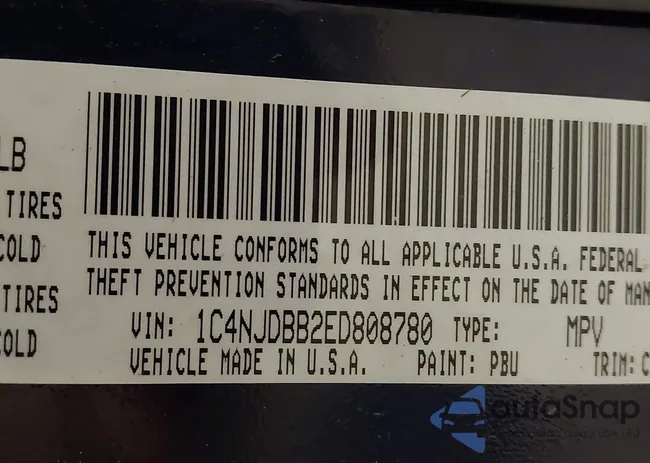 LB
TIRES
COLD
THIS VEHICLE CONFORMS TO ALL APPLICABLE U.S.A. FEDERAL
THEFT PREVENTION STANDARDS IN EFFECT ON THE DATE OF MAN
TIRES
VIN: 1C4NJDBB2ED808780 TYPE: MPV
COLD
VEHICLE MADE IN U.S.A. PAINT: PBU TRIM: C
autoSnap